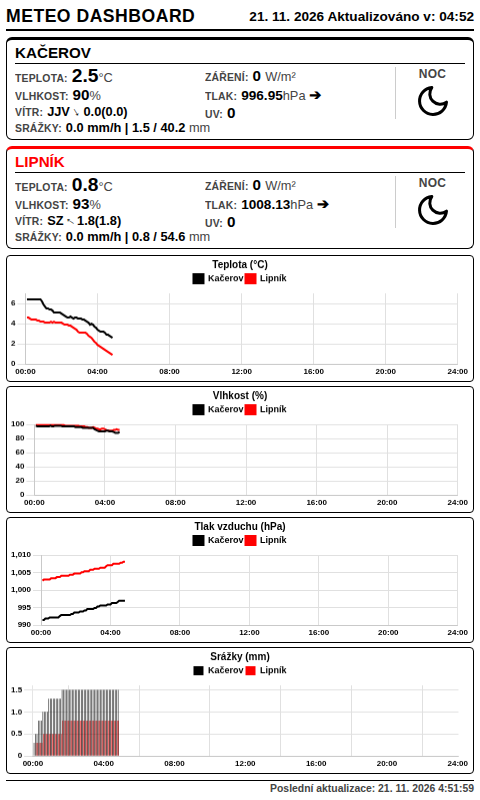 METEO DASHBOARD 21. 11. 2026 Aktualizováno v: 04:52
KAČEROV
TEPLOTA: 2.5°C ZÁŘENÍ: 0 W/m² NOC
VLHKOST: 90% TLAK: 996.95hPa ➔
VÍTR: JJV → 0.0(0.0) UV: 0
SRÁŽKY: 0.0 mm/h | 1.5 / 40.2 mm
LIPNÍK
TEPLOTA: 0.8°C ZÁŘENÍ: 0 W/m² NOC
VLHKOST: 93% TLAK: 1008.13hPa ➔
VÍTR: SZ → 1.8(1.8) UV: 0
SRÁŽKY: 0.0 mm/h | 0.8 / 54.6 mm
Teplota (°C)
Kačerov Lipník
6
4
2
0
00:00 04:00 08:00 12:00 16:00 20:00 24:00
Vlhkost (%)
Kačerov Lipník
100
80
60
40
20
0
00:00 04:00 08:00 12:00 16:00 20:00 24:00
Tlak vzduchu (hPa)
Kačerov Lipník
1,010
1,005
1,000
995
990
00:00 04:00 08:00 12:00 16:00 20:00 24:00
Srážky (mm)
Kačerov Lipník
1.5
1.0
0.5
0
00:00 04:00 08:00 12:00 16:00 20:00 24:00
Poslední aktualizace: 21. 11. 2026 4:51:59